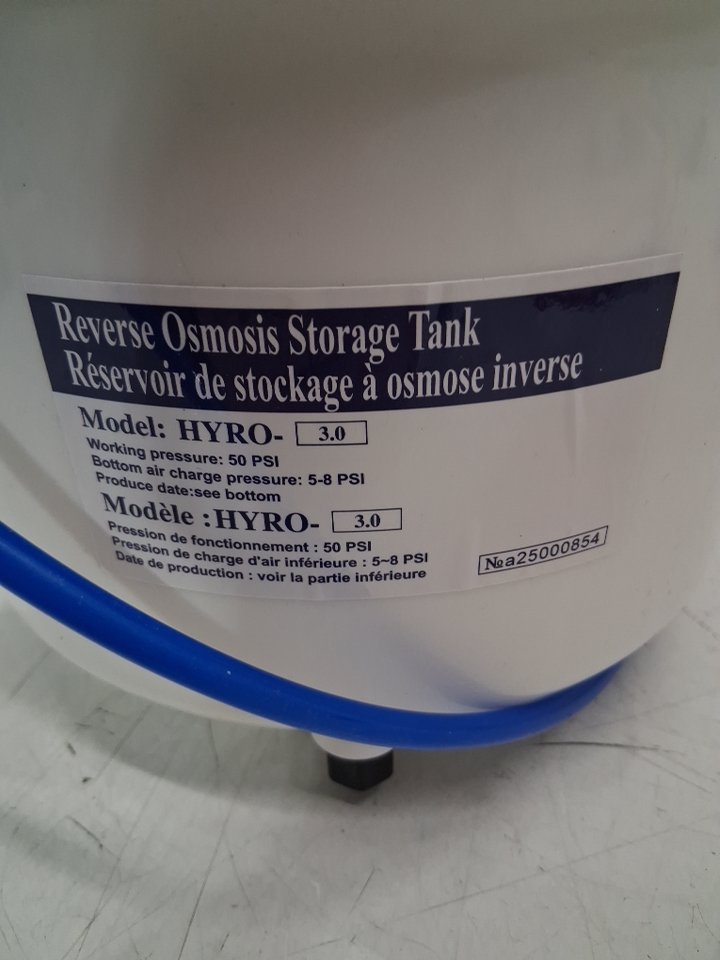 Reverse Osmosis Storage Tank
Réservoir de stockage à osmose inverse
Model: HYRO- 3.0
Working pressure: 50 PSI
Bottom air charge pressure: 5-8 PSI
Produce date:see bottom
Modèle :HYRO- 3.0
Pression de fonctionnement : 50 PSI
Pression de charge d'air inférieure : 5~8 PSI
Date de production : voir la partie inférieure
№a25000854